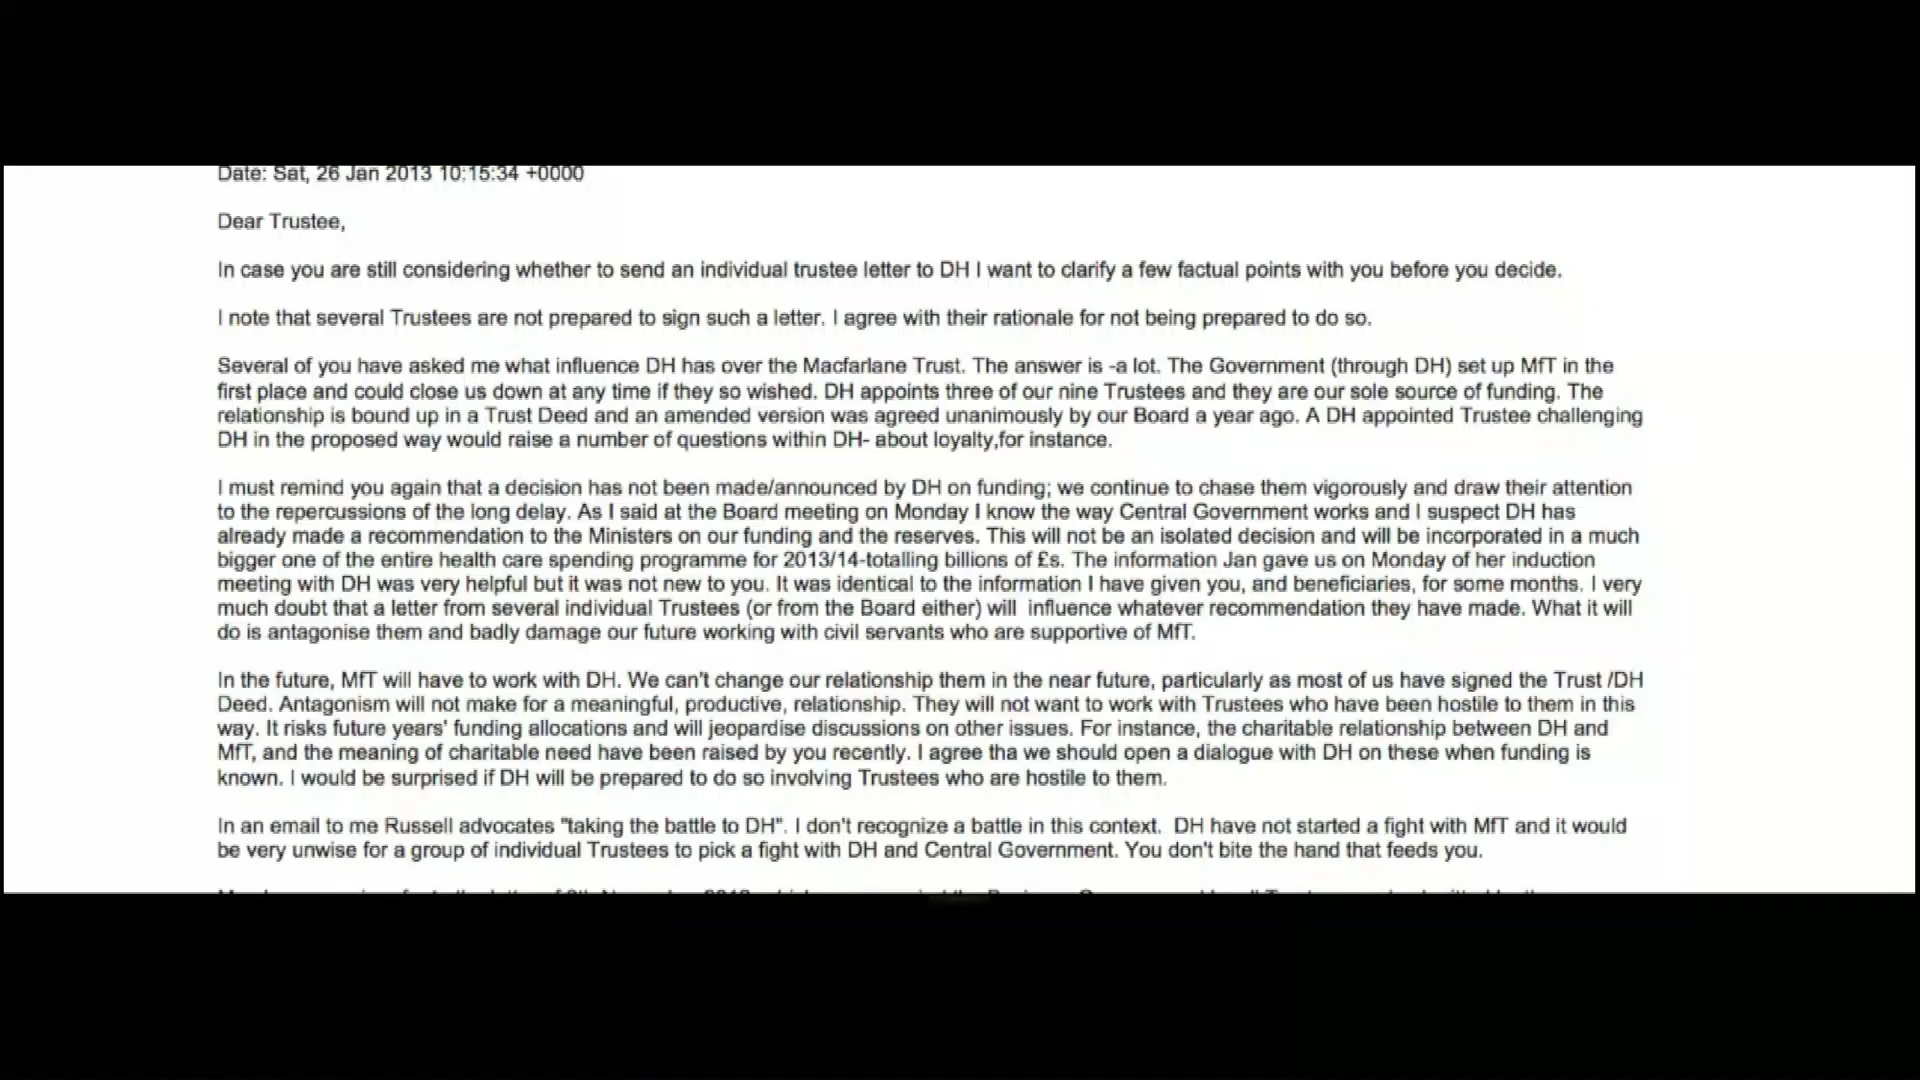 Date: Sat, 26 Jan 2013 10:15:34 +0000
Dear Trustee,
In case you are still considering whether to send an individual trustee letter to DH I want to clarify a few factual points with you before you decide.
I note that several Trustees are not prepared to sign such a letter. I agree with their rationale for not being prepared to do so.
Several of you have asked me what influence DH has over the Macfarlane Trust. The answer is -a lot. The Government (through DH) set up MfT in the
first place and could close us down at any time if they so wished. DH appoints three of our nine Trustees and they are our sole source of funding. The
relationship is bound up in a Trust Deed and an amended version was agreed unanimously by our Board a year ago. A DH appointed Trustee challenging
DH in the proposed way would raise a number of questions within DH- about loyalty,for instance.
I must remind you again that a decision has not been made/announced by DH on funding; we continue to chase them vigorously and draw their attention
to the repercussions of the long delay. As I said at the Board meeting on Monday I know the way Central Government works and I suspect DH has
already made a recommendation to the Ministers on our funding and the reserves. This will not be an isolated decision and will be incorporated in a much
bigger one of the entire health care spending programme for 2013/14-totalling billions of £s. The information Jan gave us on Monday of her induction
meeting with DH was very helpful but it was not new to you. It was identical to the information I have given you, and beneficiaries, for some months. I very
much doubt that a letter from several individual Trustees (or from the Board either) will influence whatever recommendation they have made. What it will
do is antagonise them and badly damage our future working with civil servants who are supportive of MfT.
In the future, MfT will have to work with DH. We can't change our relationship them in the near future, particularly as most of us have signed the Trust /DH
Deed. Antagonism will not make for a meaningful, productive, relationship. They will not want to work with Trustees who have been hostile to them in this
way. It risks future years' funding allocations and will jeopardise discussions on other issues. For instance, the charitable relationship between DH and
MfT, and the meaning of charitable need have been raised by you recently. I agree tha we should open a dialogue with DH on these when funding is
known. I would be surprised if DH will be prepared to do so involving Trustees who are hostile to them.
In an email to me Russell advocates "taking the battle to DH". I don't recognize a battle in this context. DH have not started a fight with MfT and it would
be very unwise for a group of individual Trustees to pick a fight with DH and Central Government. You don't bite the hand that feeds you.